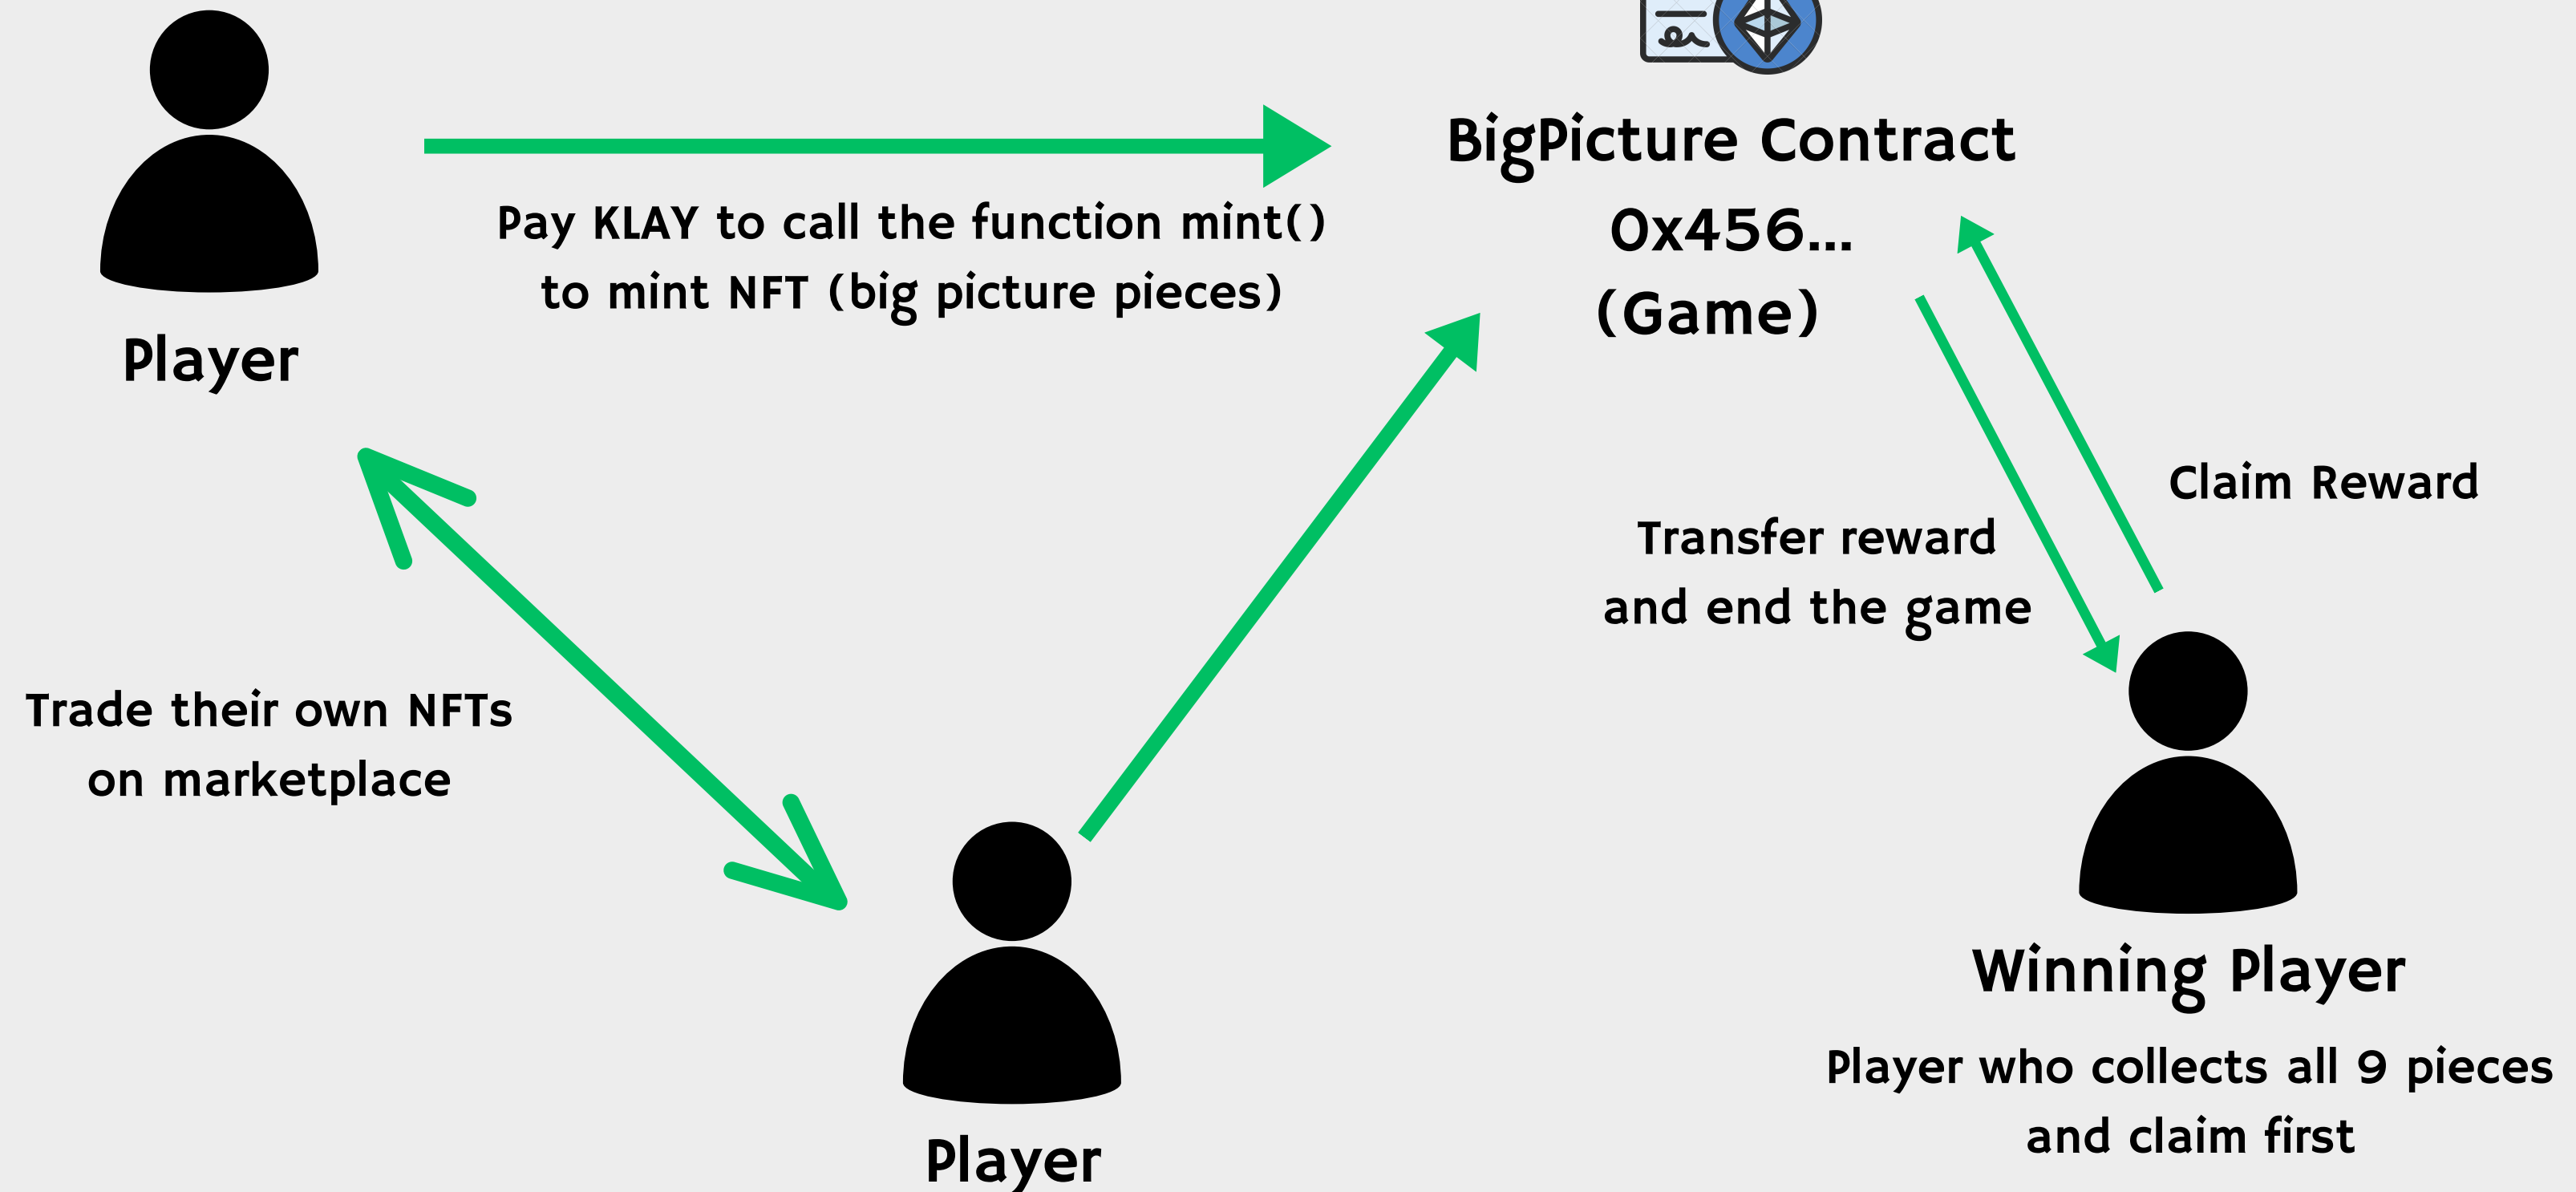 BigPicture Contract
0x456...
(Game)
Pay KLAY to call the function mint()
to mint NFT (big picture pieces)
Player
Claim Reward
Transfer reward
and end the game
Trade their own NFTs
on marketplace
Winning Player
Player who collects all 9 pieces
and claim first
Player